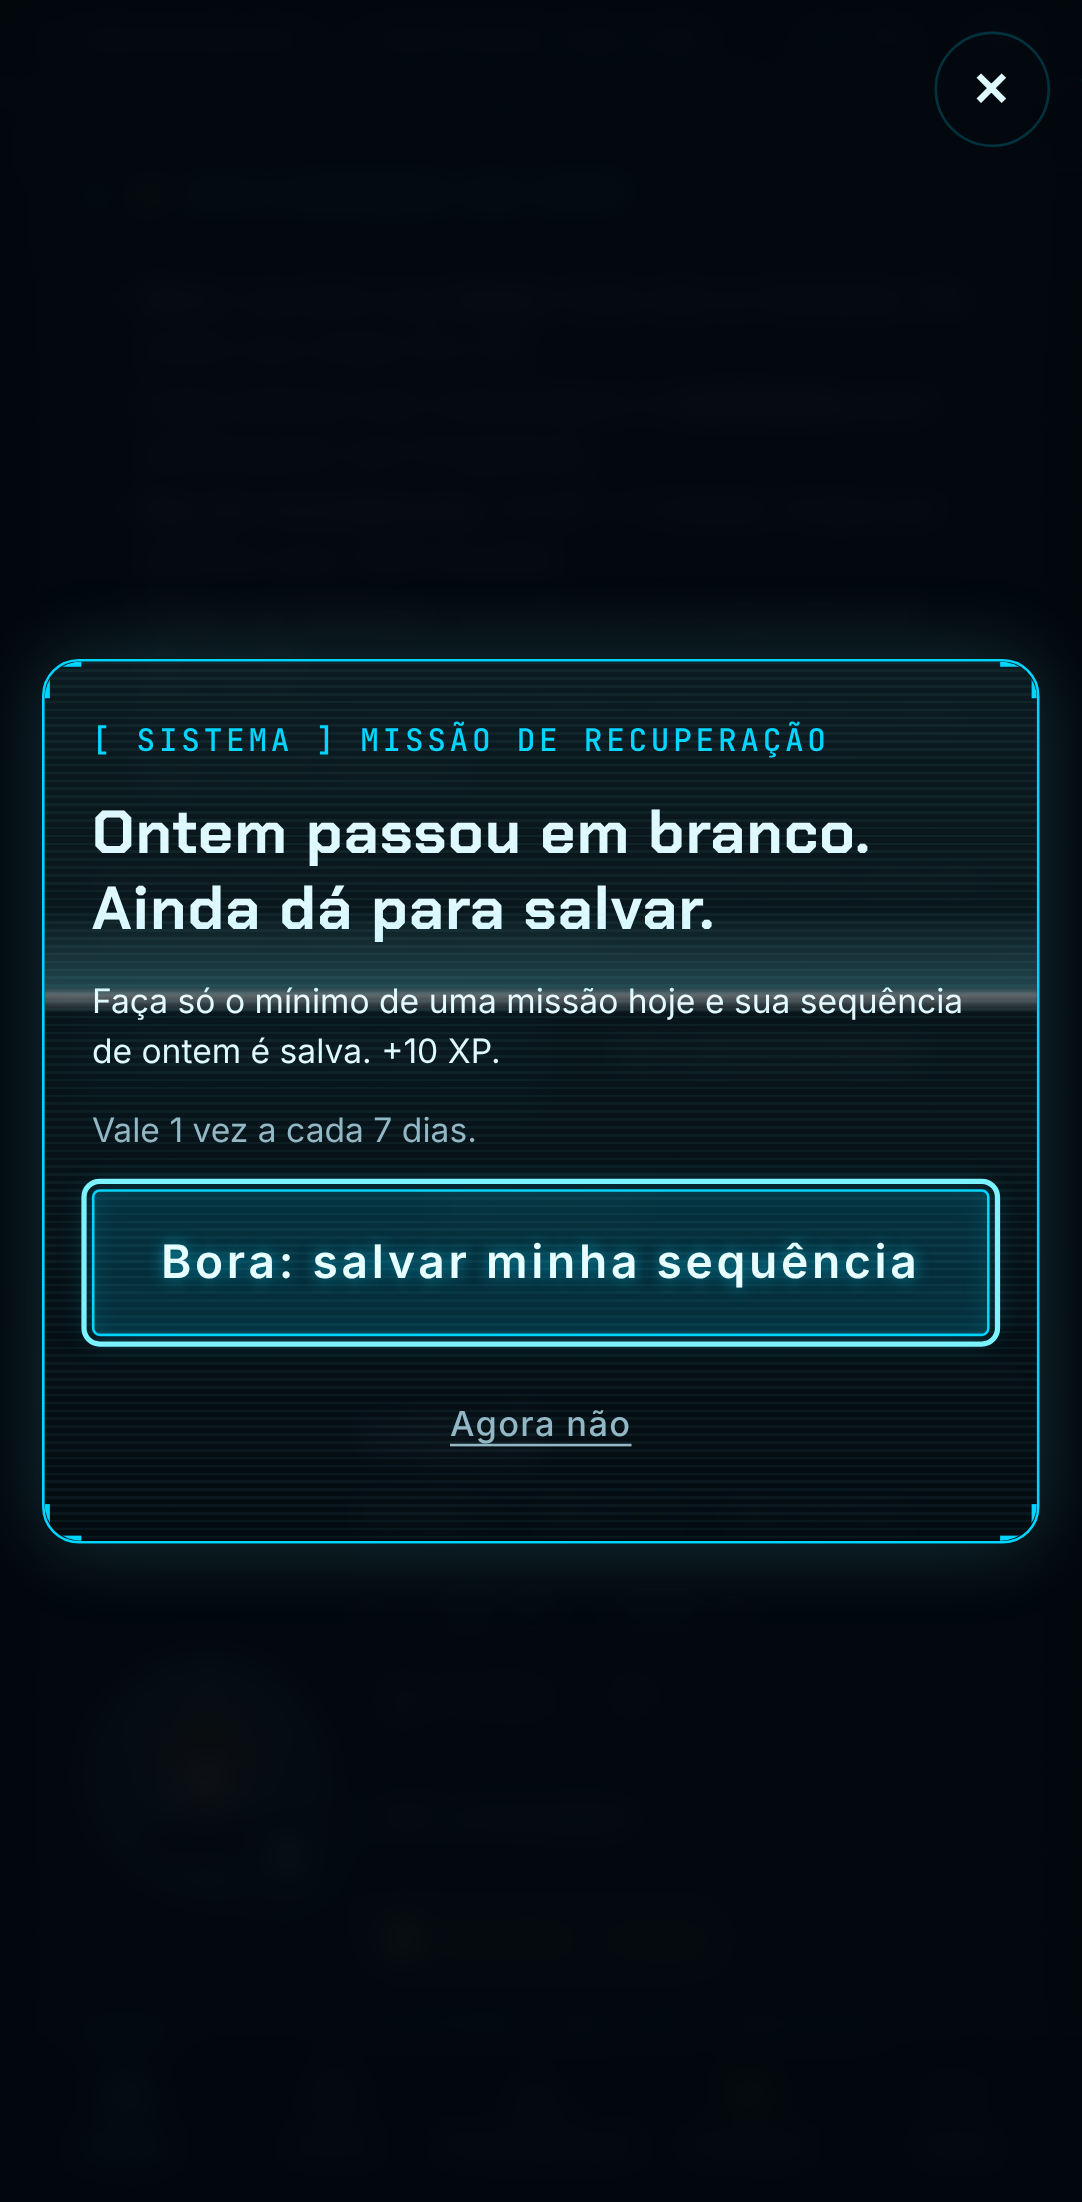 [ SISTEMA ] MISSÃO DE RECUPERAÇÃO
Ontem passou em branco.
Ainda dá para salvar.
Faça só o mínimo de uma missão hoje e sua sequência
de ontem é salva. +10 XP.
Vale 1 vez a cada 7 dias.
Bora: salvar minha sequência
Agora não